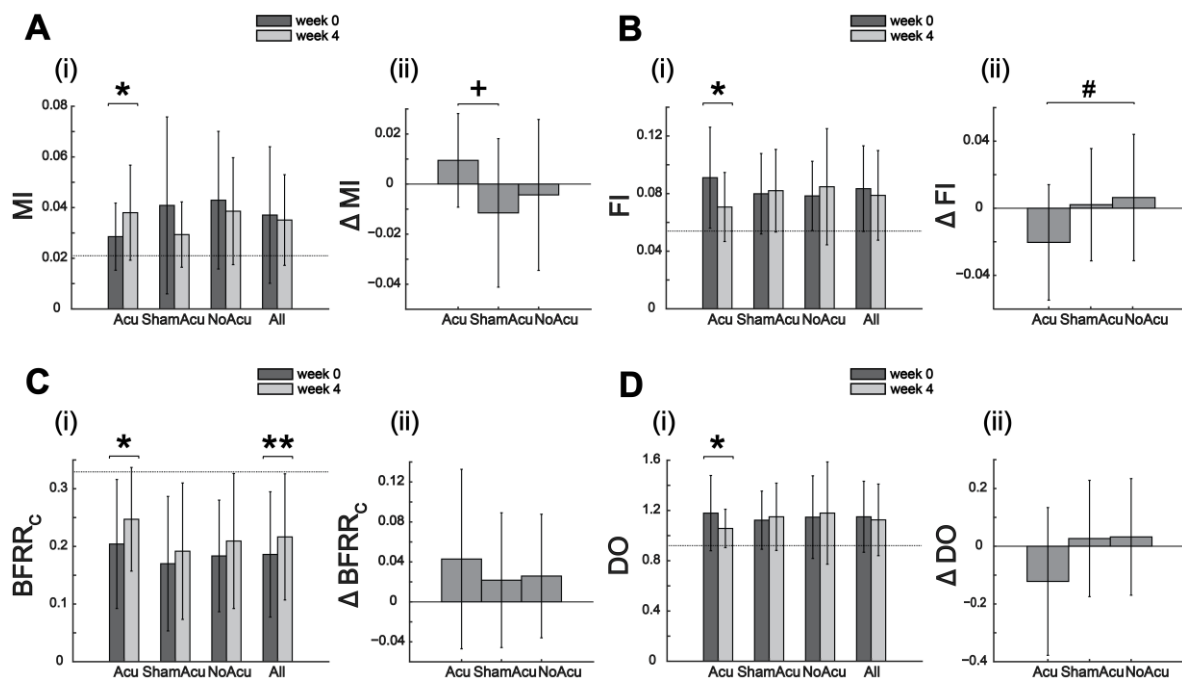 A
week 0
week 4
(i)
*
MI
0.08
0.06
0.04
0.02
0
Acu ShamAcu NoAcu All
(ii)
+
Δ MI
0.02
0
−0.02
−0.04
Acu ShamAcu NoAcu
B
week 0
week 4
(i)
*
FI
0.12
0.08
0.04
0
Acu ShamAcu NoAcu All
(ii)
#
Δ FI
0.04
0
−0.04
Acu ShamAcu NoAcu
C
week 0
week 4
(i)
*
**
BFRRC
0.3
0.2
0.1
0
Acu ShamAcu NoAcu All
(ii)
Δ BFRRC
0.12
0.08
0.04
0
−0.04
Acu ShamAcu NoAcu
D
week 0
week 4
(i)
*
DO
1.6
1.2
0.8
0.4
0
Acu ShamAcu NoAcu All
(ii)
Δ DO
0.2
0
−0.2
−0.4
Acu ShamAcu NoAcu